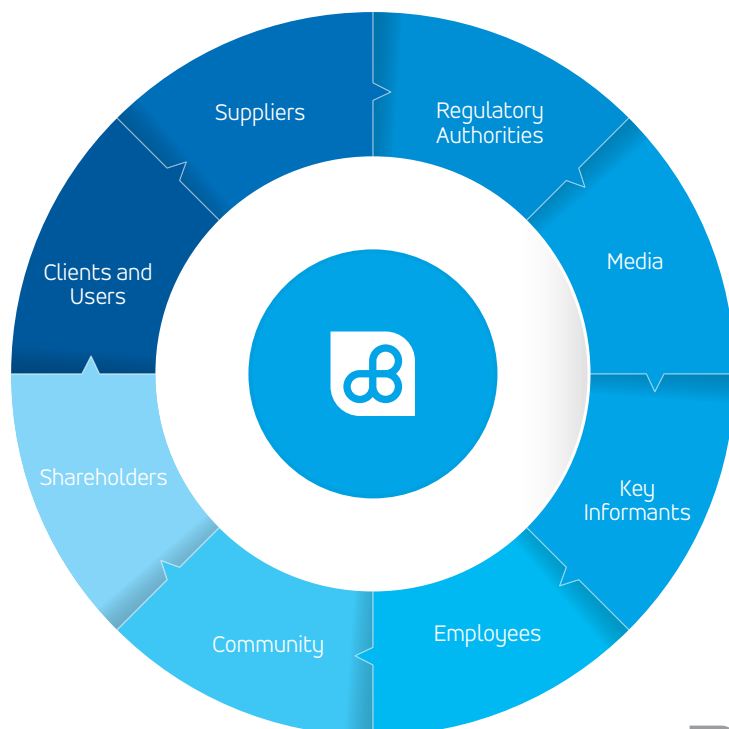 Suppliers
Regulatory
Authorities
Media
Key
Informants
Employees
Community
Shareholders
Clients and
Users